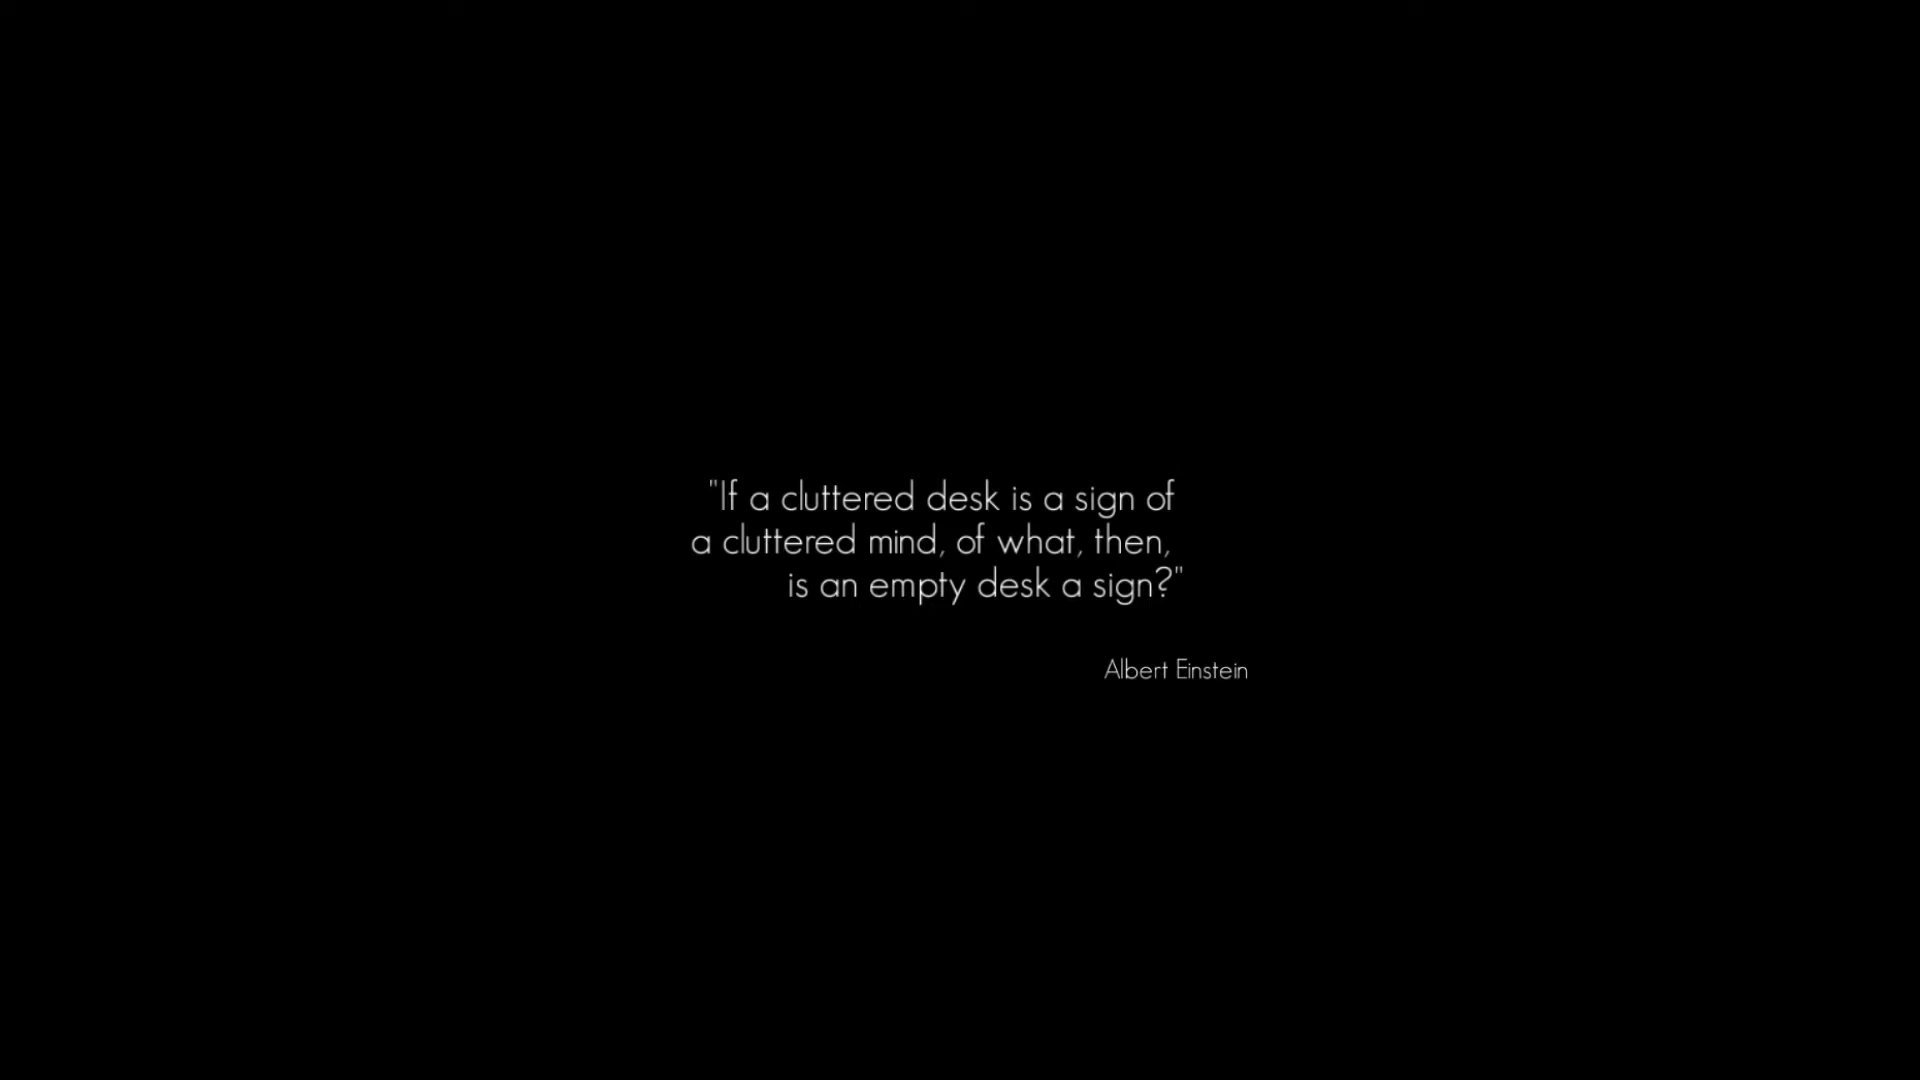 "If a cluttered desk is a sign of
a cluttered mind, of what, then,
is an empty desk a sign?"
Albert Einstein